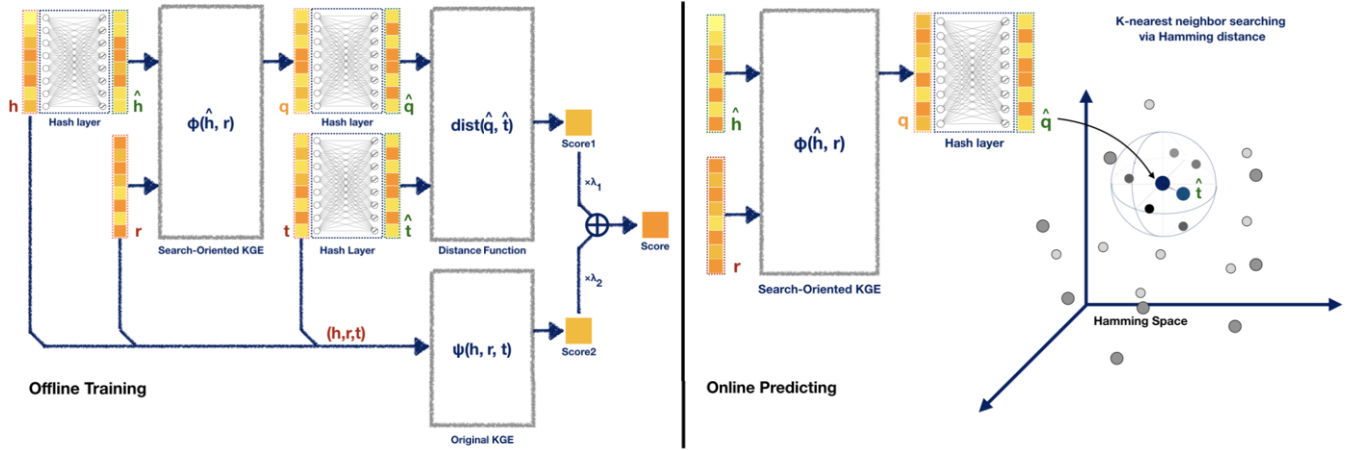 h
Hash layer
ĥ
ϕ(ĥ, r)
Search-Oriented KGE
r
q
Hash layer
q̂
t
Hash Layer
t̂
dist(q̂, t̂)
Distance Function
Score1
×λ₁
Score
×λ₂
Score2
(h,r,t)
ψ(h, r, t)
Original KGE
Offline Training
ĥ
r
ϕ(ĥ, r)
Search-Oriented KGE
q
Hash layer
q̂
K-nearest neighbor searching
via Hamming distance
t̂
Hamming Space
Online Predicting